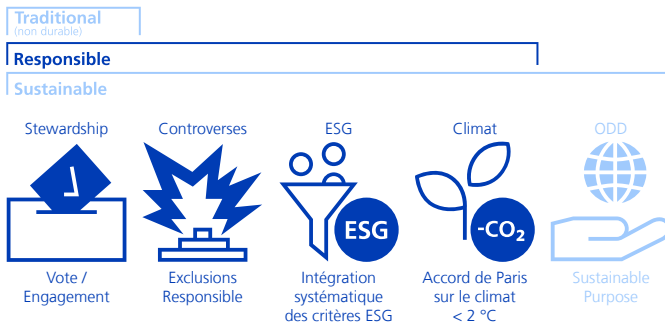 Traditional
(non durable)
Responsible
Sustainable
Stewardship
Controverses
ESG
Climat
ODD
ESG
-CO₂
Vote /
Engagement
Exclusions
Responsible
Intégration
systématique
des critères ESG
Accord de Paris
sur le climat
< 2 °C
Sustainable
Purpose